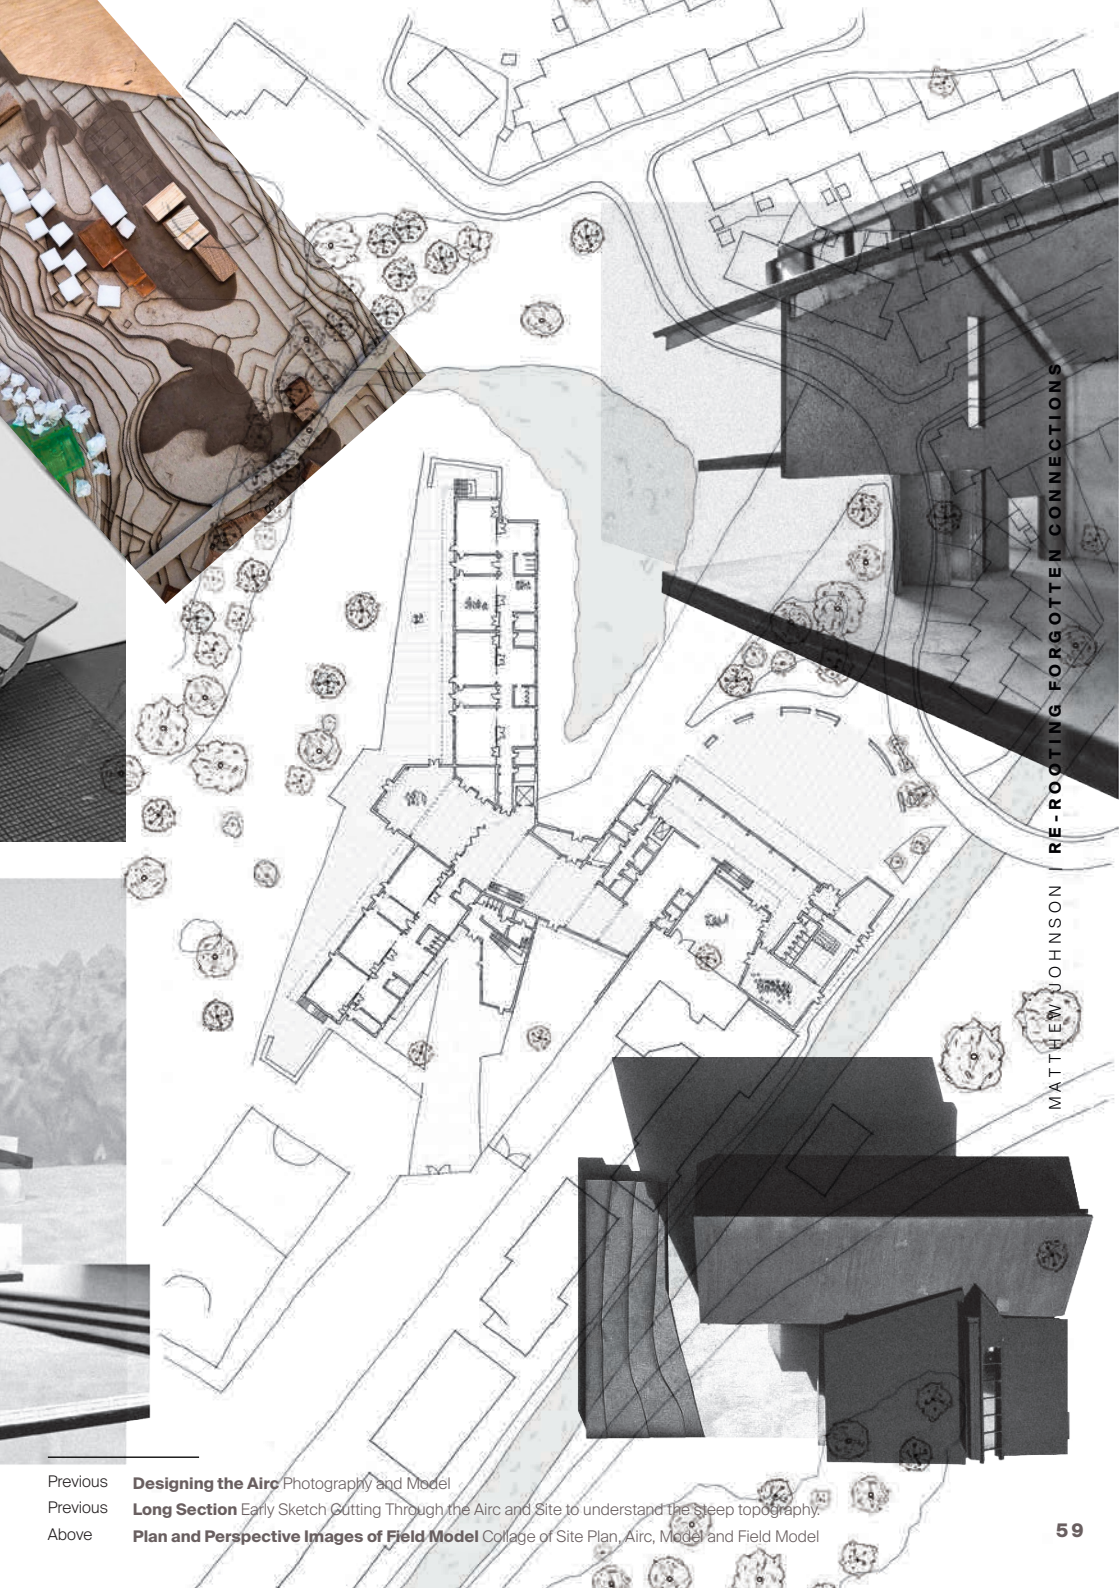 MATTHEW JOHNSON | RE-ROOTING FORGOTTEN CONNECTIONS
Previous Designing the Airc Photography and Model
Previous Long Section Early Sketch Cutting Through the Airc and Site to understand the steep topography.
Above Plan and Perspective Images of Field Model Collage of Site Plan, Airc, Model and Field Model
59